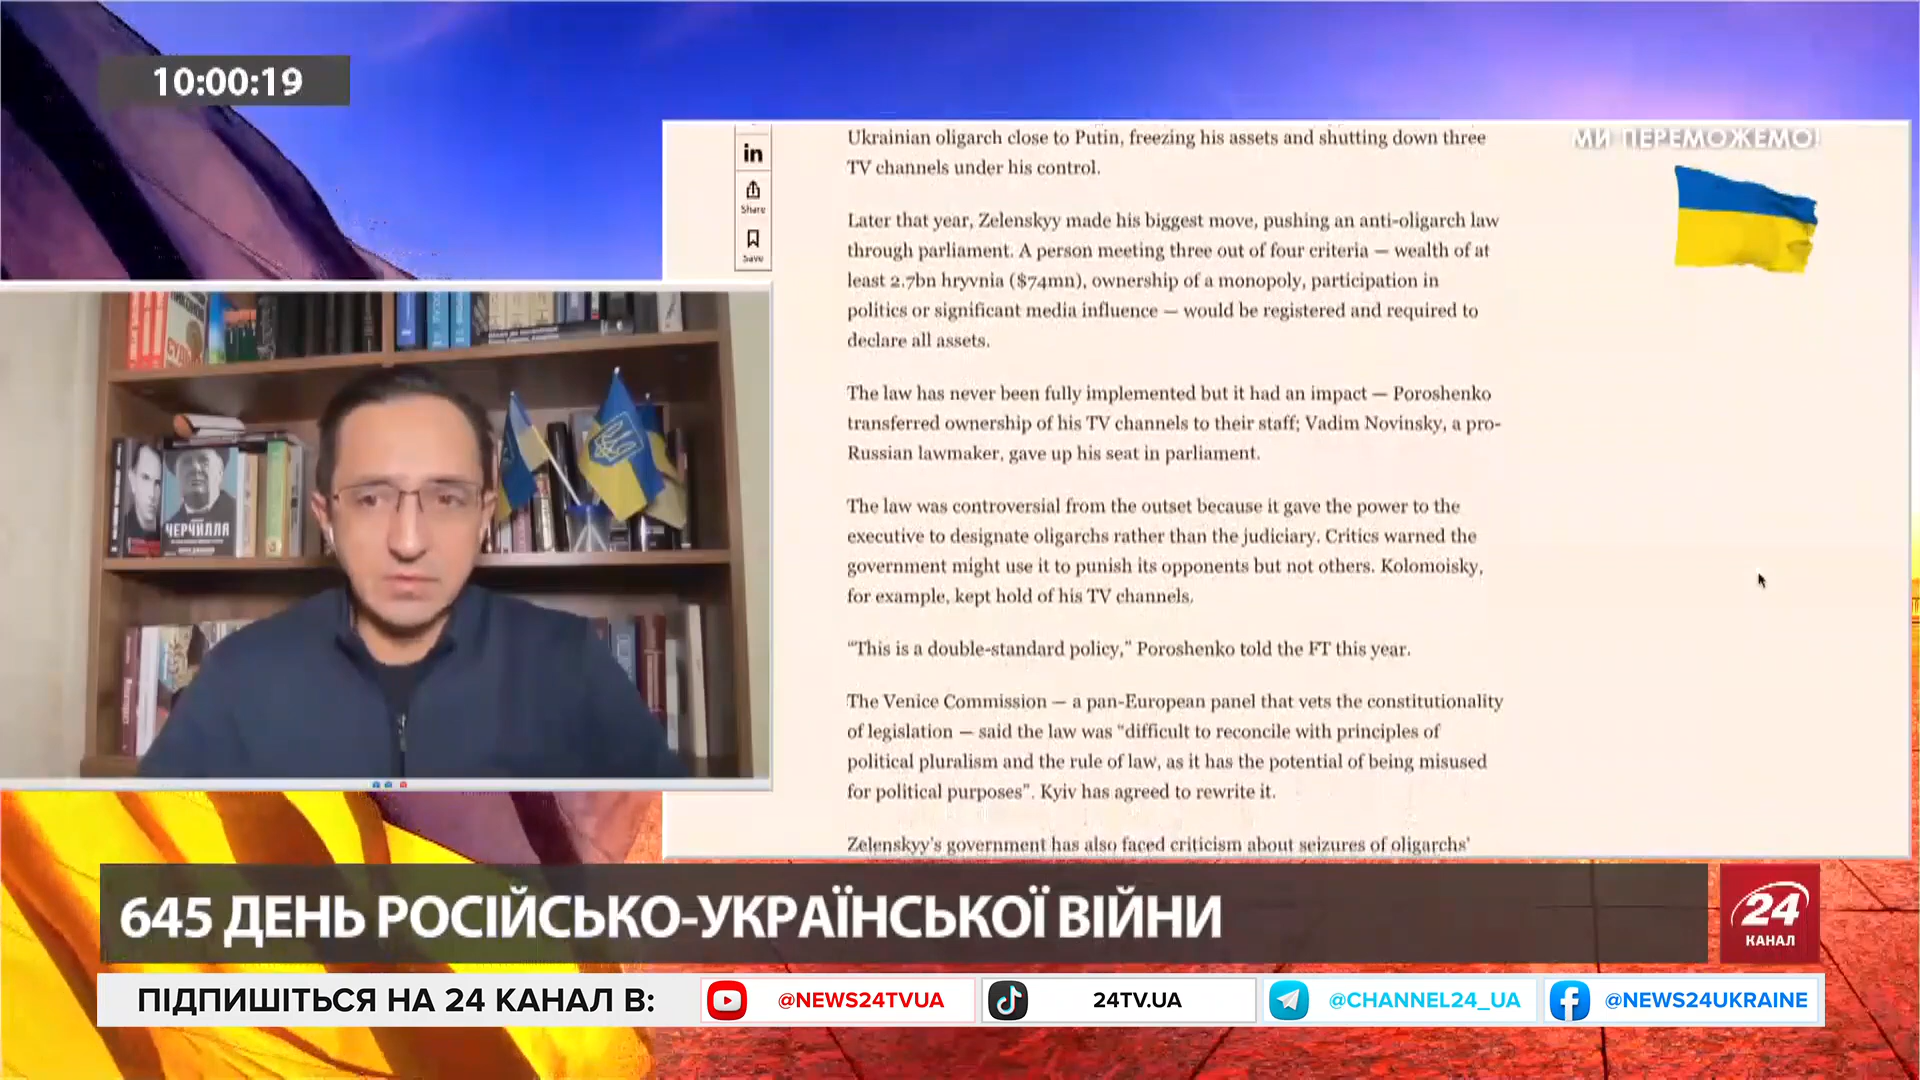 10:00:19
МИ ПЕРЕМОЖЕМО!
in
Share
Save
Ukrainian oligarch close to Putin, freezing his assets and shutting down three
TV channels under his control.
Later that year, Zelenskyy made his biggest move, pushing an anti-oligarch law
through parliament. A person meeting three out of four criteria — wealth of at
least 2.7bn hryvnia ($74mn), ownership of a monopoly, participation in
politics or significant media influence — would be registered and required to
declare all assets.
The law has never been fully implemented but it had an impact — Poroshenko
transferred ownership of his TV channels to their staff; Vadim Novinsky, a pro-
Russian lawmaker, gave up his seat in parliament.
The law was controversial from the outset because it gave the power to the
executive to designate oligarchs rather than the judiciary. Critics warned the
government might use it to punish its opponents but not others. Kolomoisky,
for example, kept hold of his TV channels.
“This is a double-standard policy,” Poroshenko told the FT this year.
The Venice Commission — a pan-European panel that vets the constitutionality
of legislation — said the law was “difficult to reconcile with principles of
political pluralism and the rule of law, as it has the potential of being misused
for political purposes”. Kyiv has agreed to rewrite it.
Zelenskyy’s government has also faced criticism about seizures of oligarchs’
ЧЕРЧИЛЛЯ
645 ДЕНЬ РОСІЙСЬКО-УКРАЇНСЬКОЇ ВІЙНИ
24
КАНАЛ
ПІДПИШІТЬСЯ НА 24 КАНАЛ В:
@NEWS24TVUA
24TV.UA
@CHANNEL24_UA
@NEWS24UKRAINE